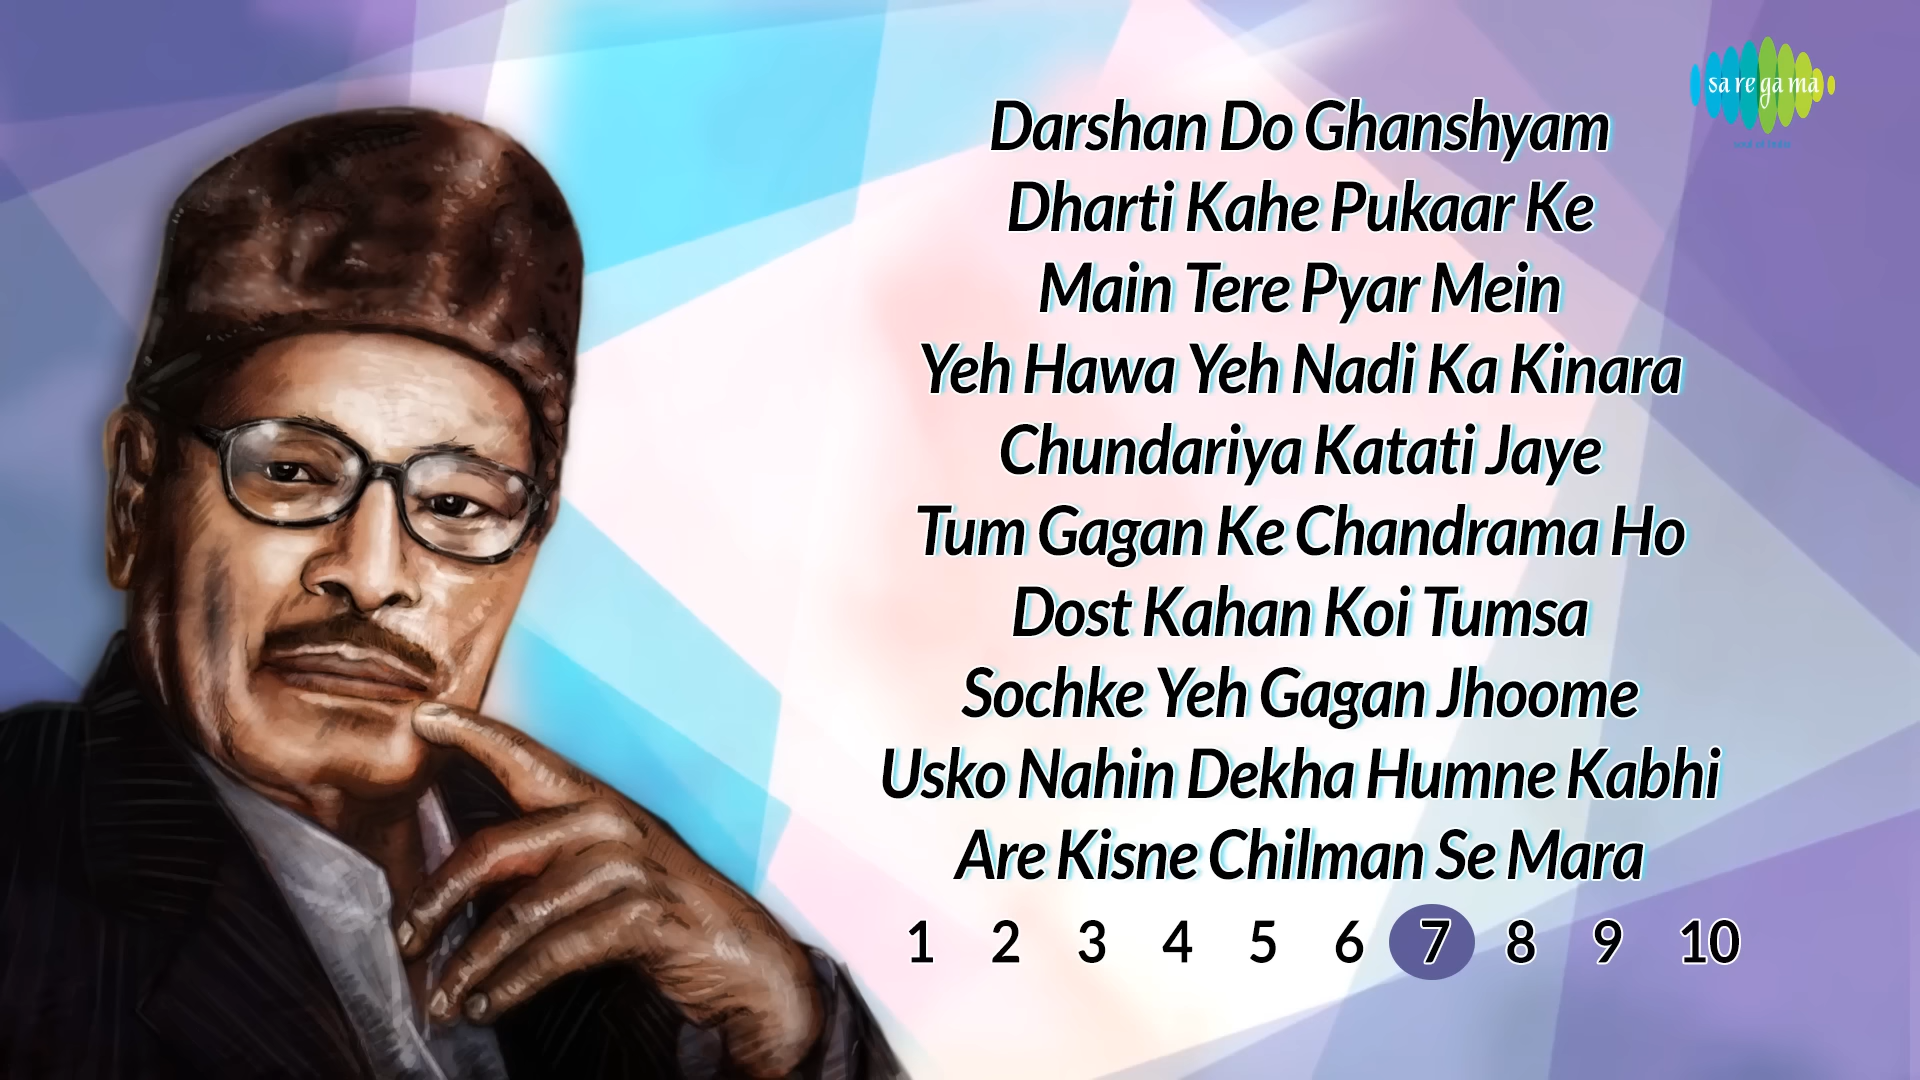 sa re ga ma
Darshan Do Ghanshyam
Dharti Kahe Pukaar Ke
Main Tere Pyar Mein
Yeh Hawa Yeh Nadi Ka Kinara
Chundariya Katati Jaye
Tum Gagan Ke Chandrama Ho
Dost Kahan Koi Tumsa
Sochke Yeh Gagan Jhoome
Usko Nahin Dekha Humne Kabhi
Are Kisne Chilman Se Mara
1 2 3 4 5 6 7 8 9 10